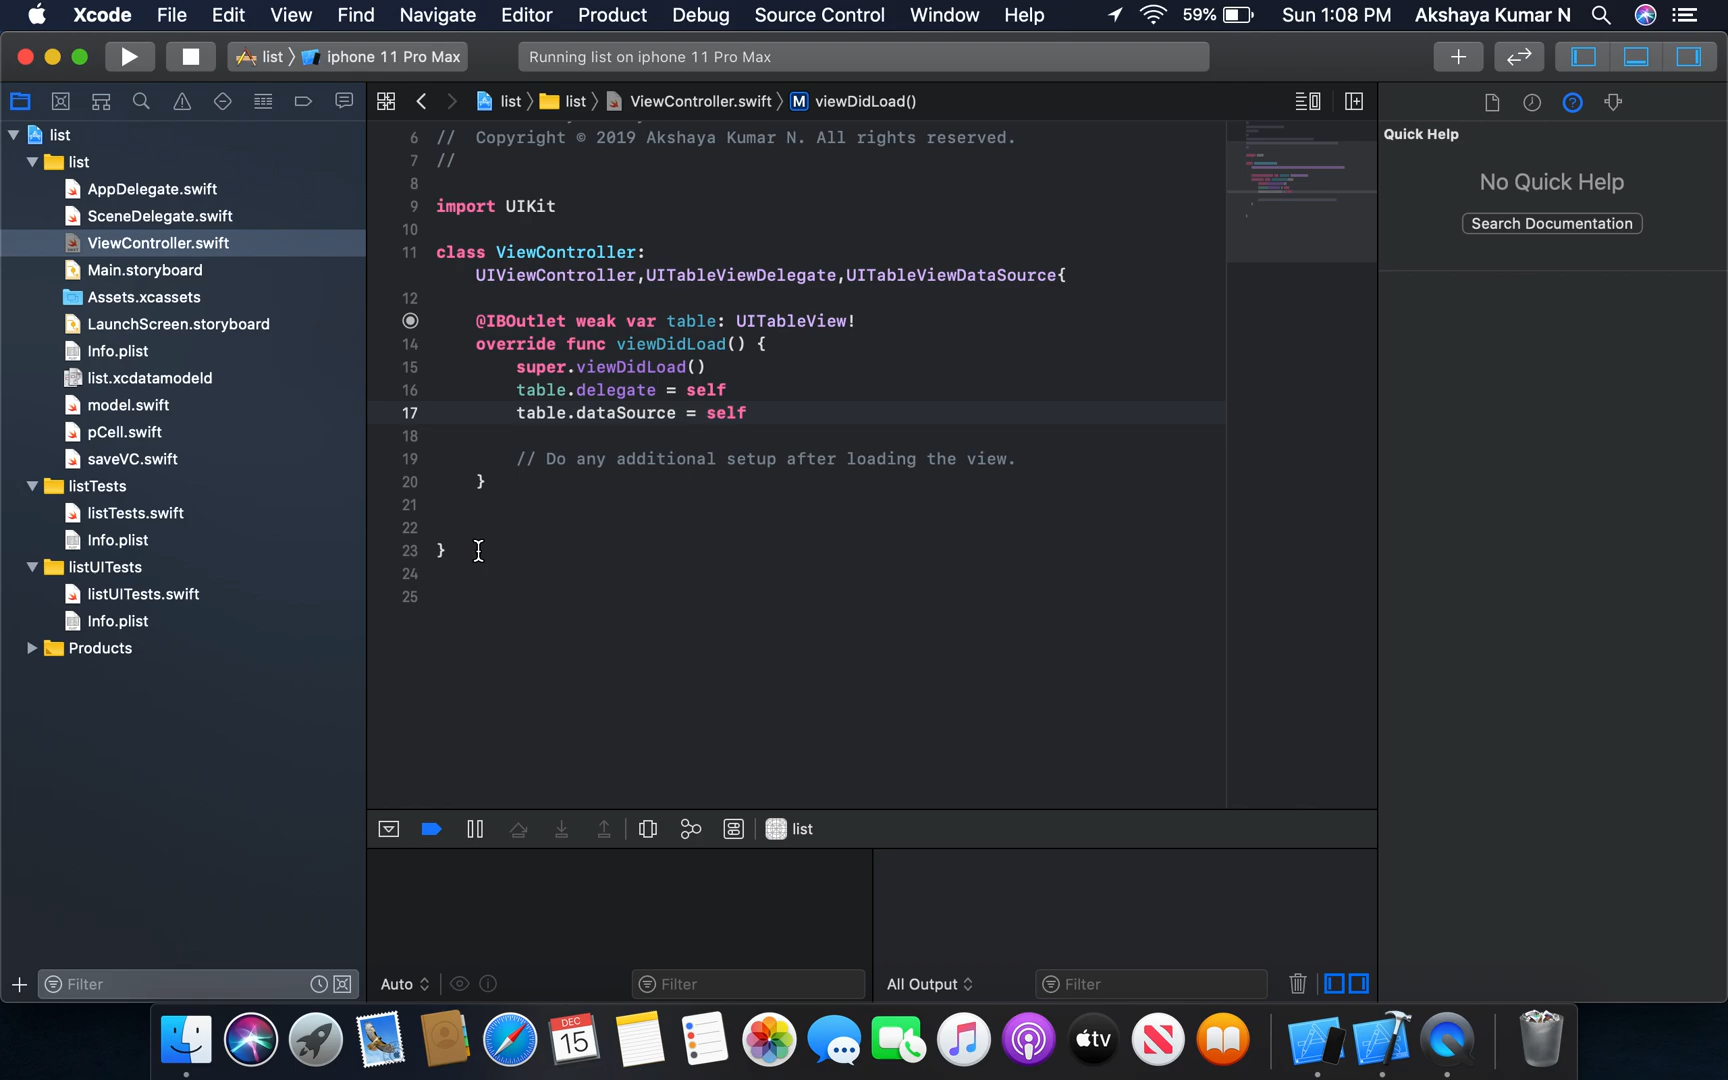 Xcode File Edit View Find Navigate Editor Product Debug Source Control Window Help 59% Sun 1:08 PM Akshaya Kumar N
list iphone 11 Pro Max Running list on iphone 11 Pro Max
list list ViewController.swift M viewDidLoad()
list
list
AppDelegate.swift
SceneDelegate.swift
ViewController.swift
Main.storyboard
Assets.xcassets
LaunchScreen.storyboard
Info.plist
list.xcdatamodeld
model.swift
pCell.swift
saveVC.swift
listTests
listTests.swift
Info.plist
listUITests
listUITests.swift
Info.plist
Products
Filter
6 // Copyright © 2019 Akshaya Kumar N. All rights reserved.
7 //
8
9 import UIKit
10
11 class ViewController:
UIViewController,UITableViewDelegate,UITableViewDataSource{
12
@IBOutlet weak var table: UITableView!
14 override func viewDidLoad() {
15 super.viewDidLoad()
16 table.delegate = self
17 table.dataSource = self
18
19 // Do any additional setup after loading the view.
20 }
21
22
23 }
24
25
list
Auto Filter All Output Filter
Quick Help
No Quick Help
Search Documentation
DEC
15
tv